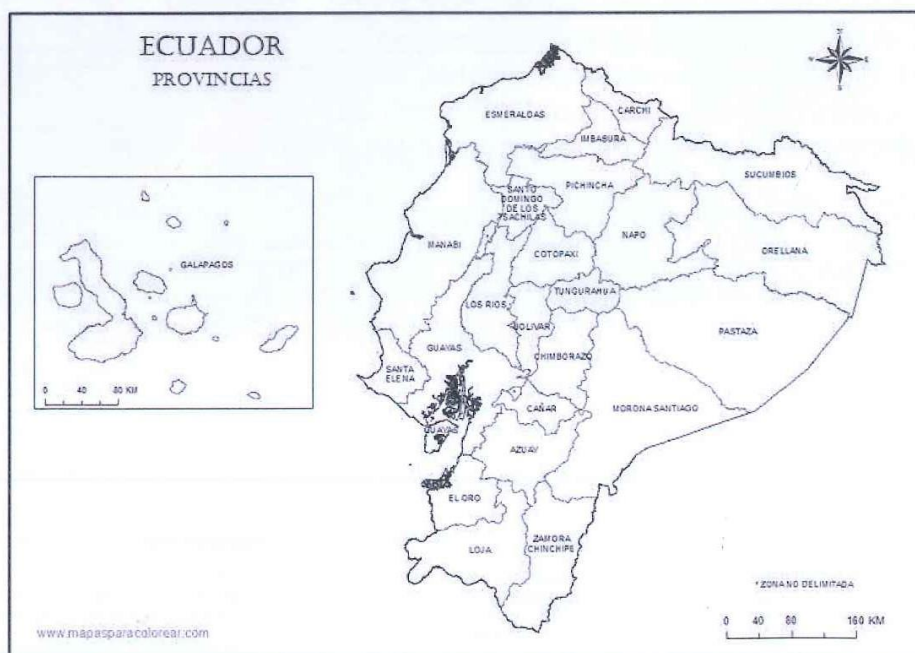 ECUADOR
PROVINCIAS
N
W
E
S
ESMERALDAS
CARCHI
IMBABURA
SUCUMBIOS
PICHINCHA
SANTO
DOMINGO
DE LOS
TSACHILAS
NAPO
MANABI
COTOPAXI
ORELLANA
GALAPAGOS
TUNGURAHUA
LOS RIOS
BOLIVAR
PASTAZA
GUAYAS
CHIMBORAZO
SANTA
ELENA
0 40 80 KM
CAÑAR
MORONA SANTIAGO
GUAYAS
AZUAY
EL ORO
ZAMORA
CHINCHIPE
LOJA
* ZONA NO DELIMITADA
www.mapasparacolorear.com
0 40 80 160 KM